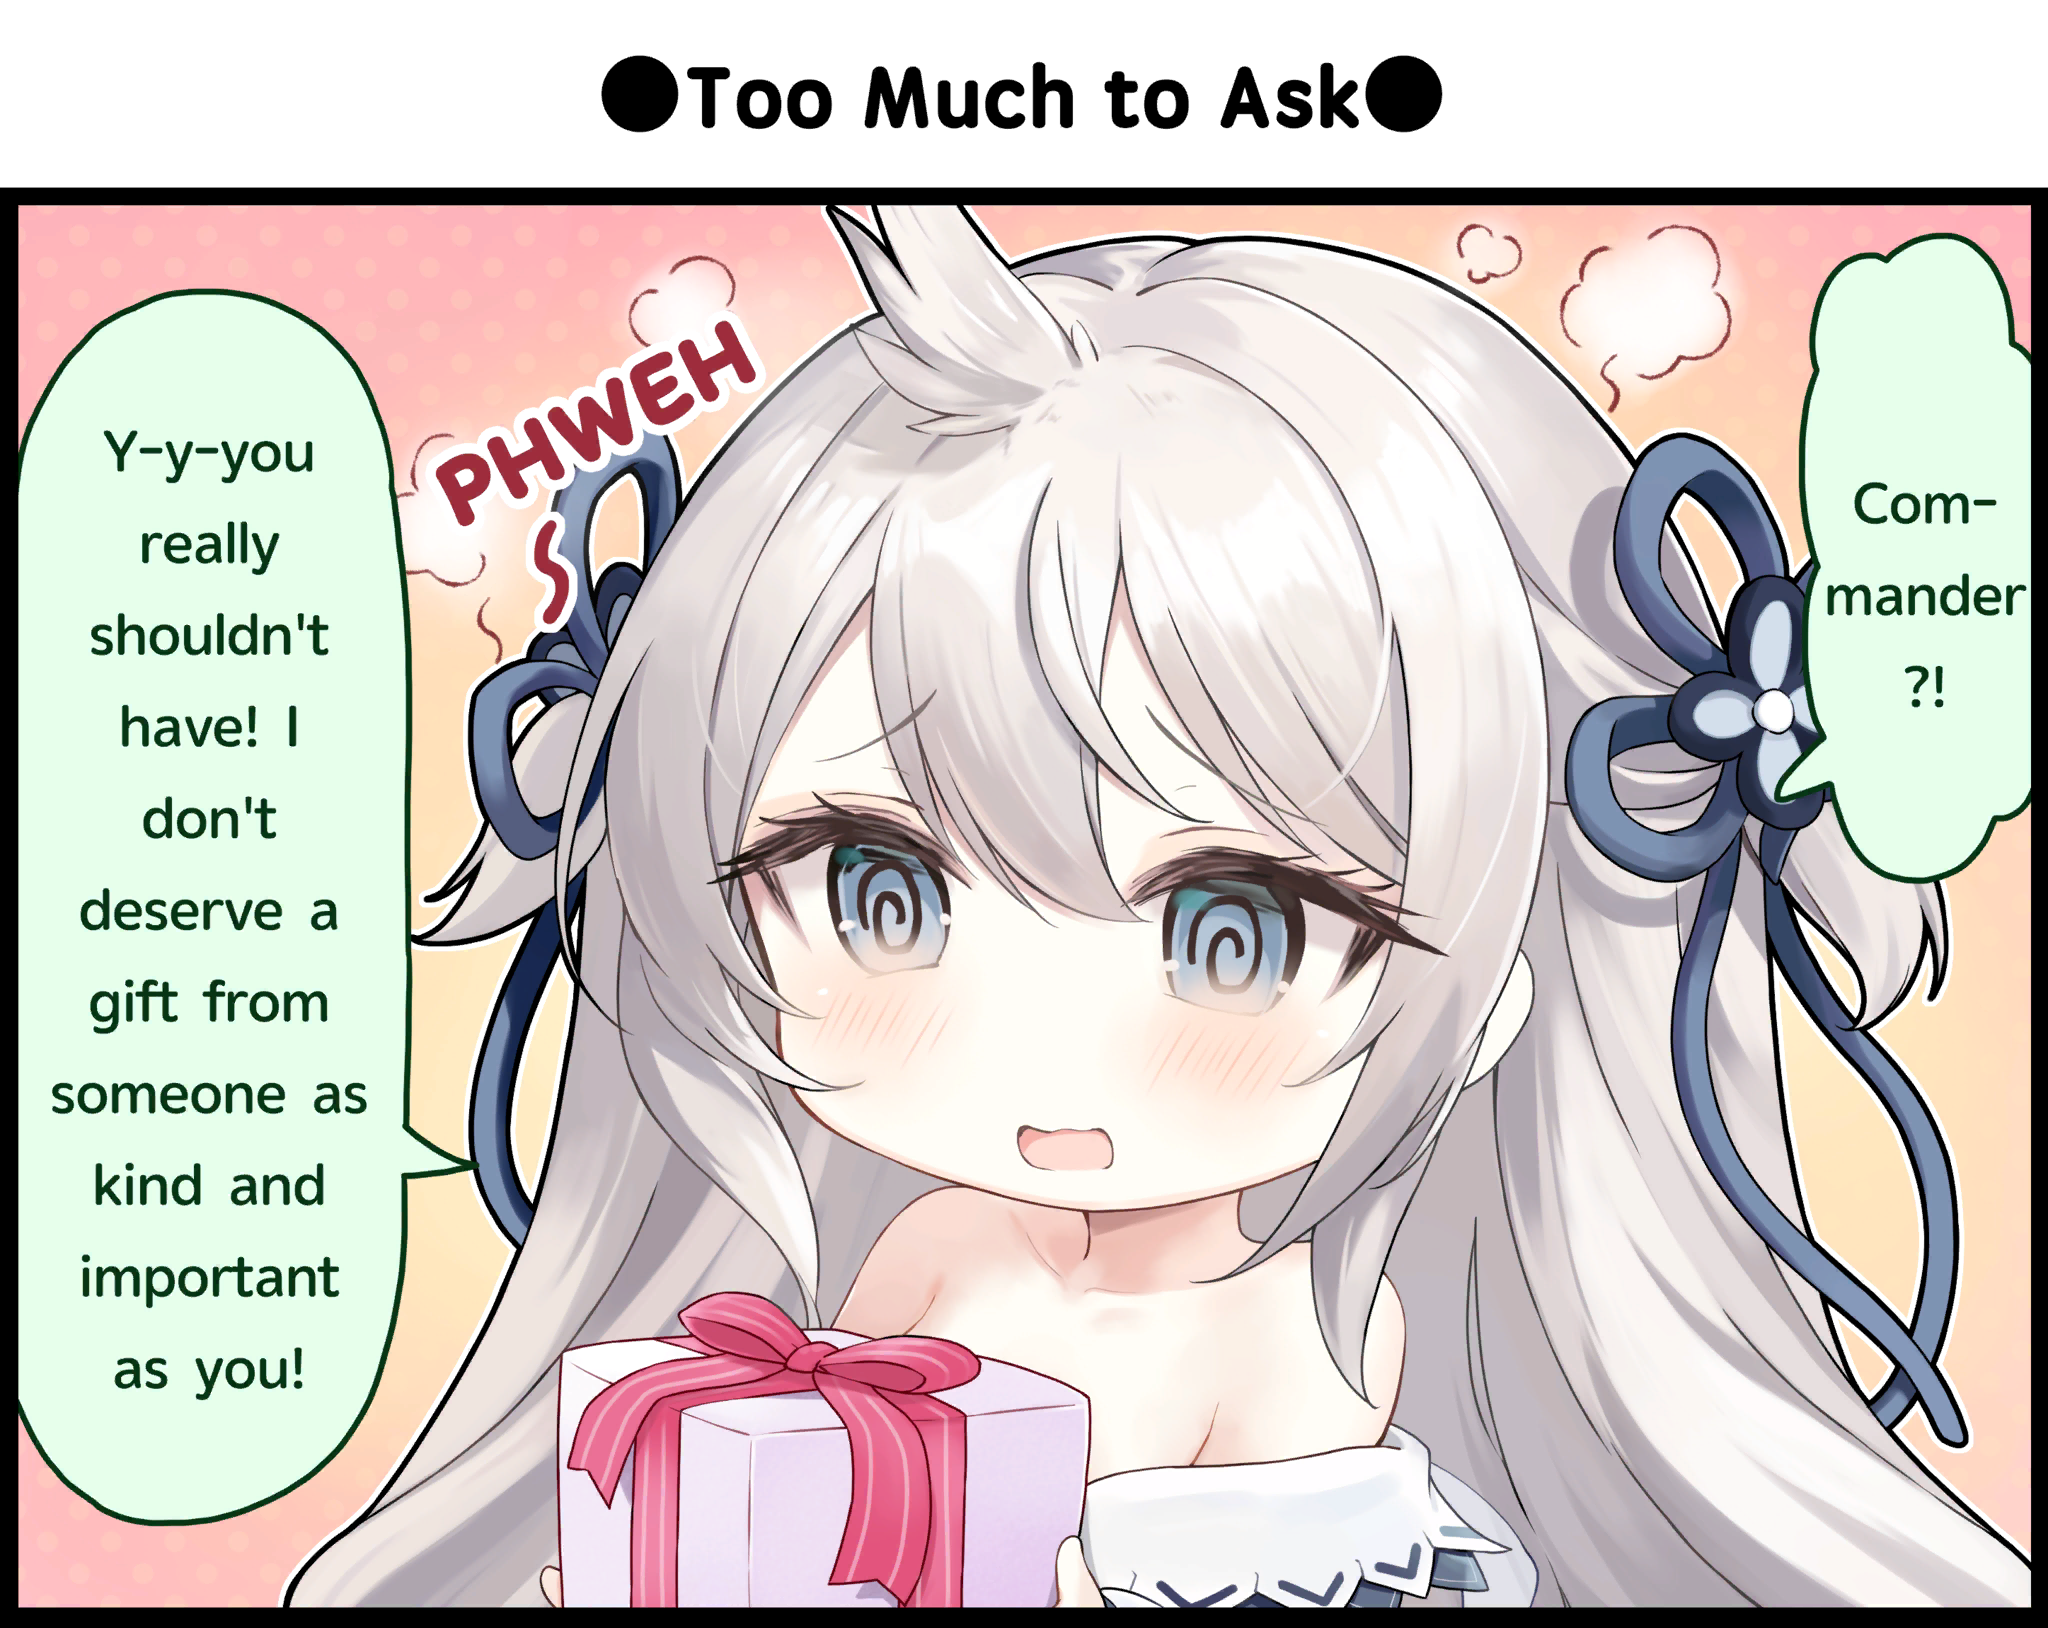 ●Too Much to Ask●
Com-
mander
?!
PHWEH
Y-y-you
really
shouldn't
have! I
don't
deserve a
gift from
someone as
kind and
important
as you!